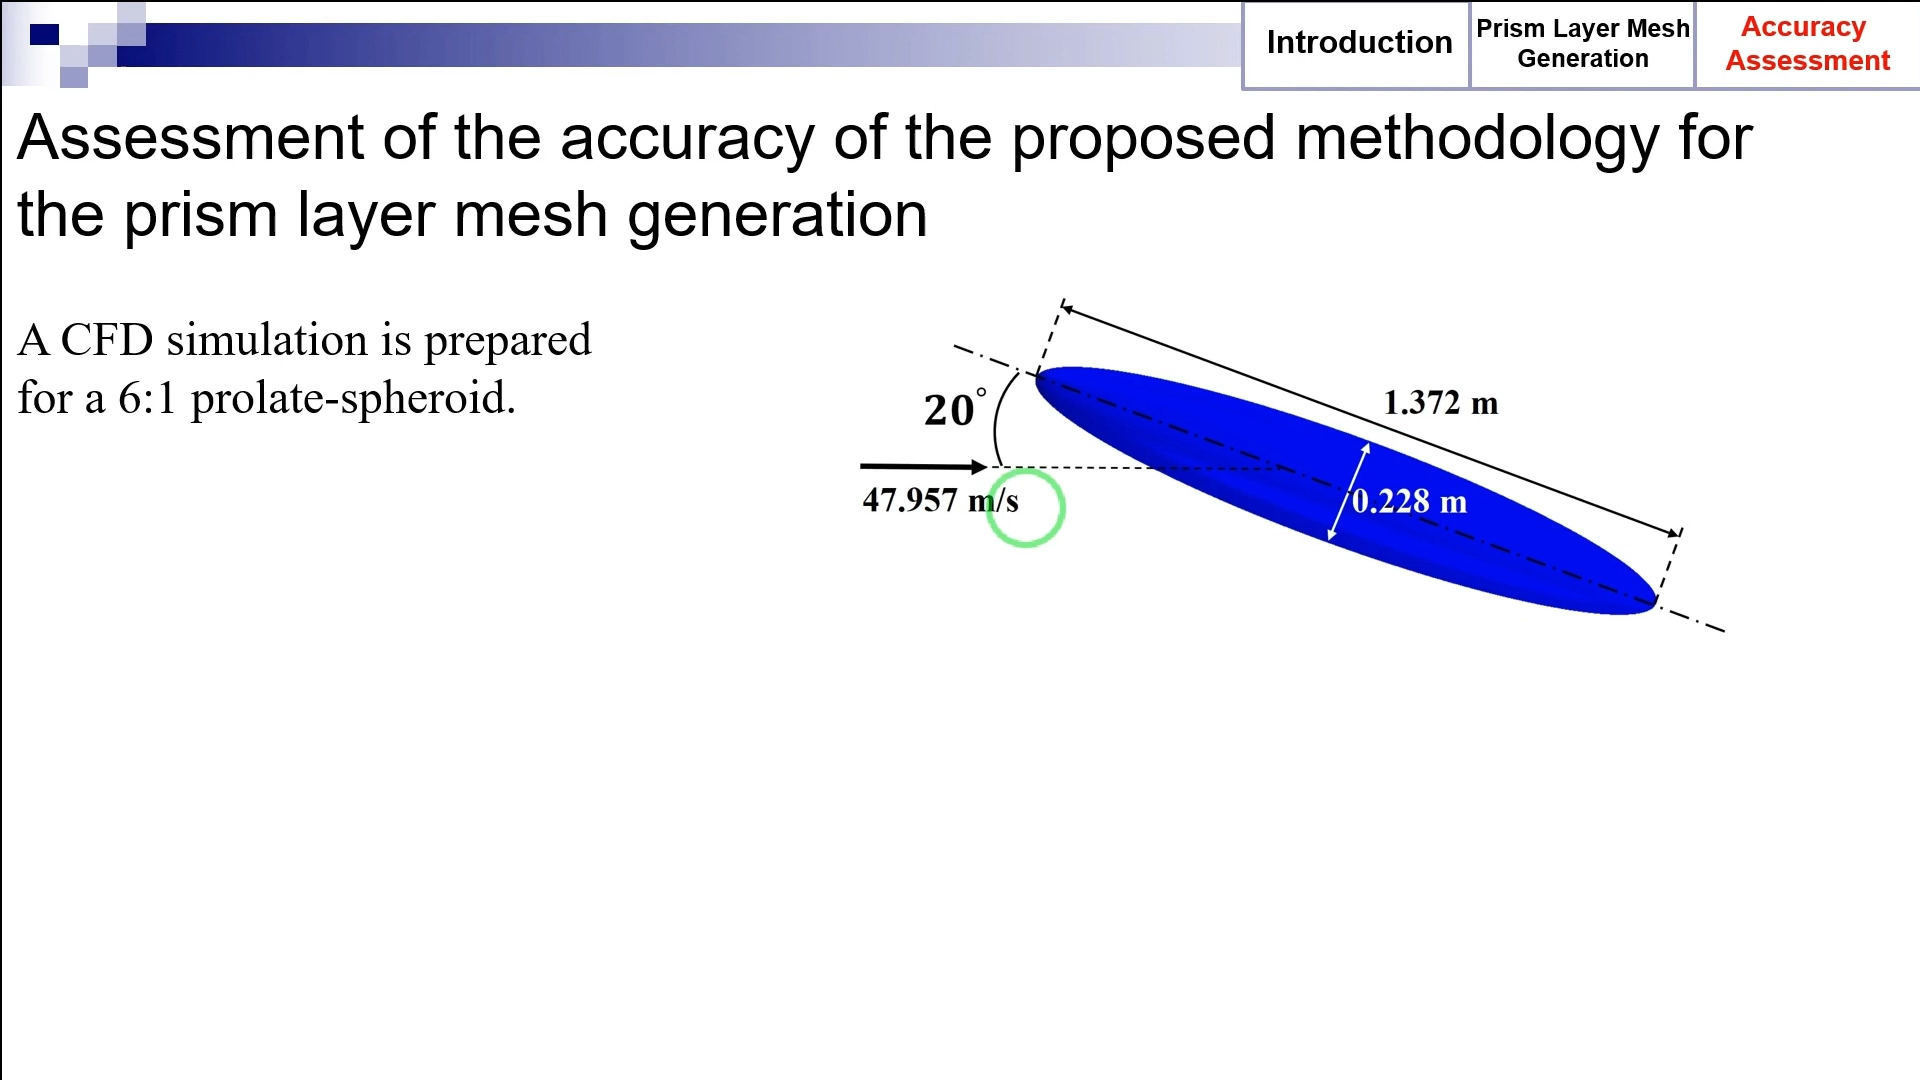 Introduction
Prism Layer Mesh
Generation
Accuracy
Assessment
Assessment of the accuracy of the proposed methodology for
the prism layer mesh generation
A CFD simulation is prepared
for a 6:1 prolate-spheroid.
1.372 m
20°
47.957 m/s
0.228 m